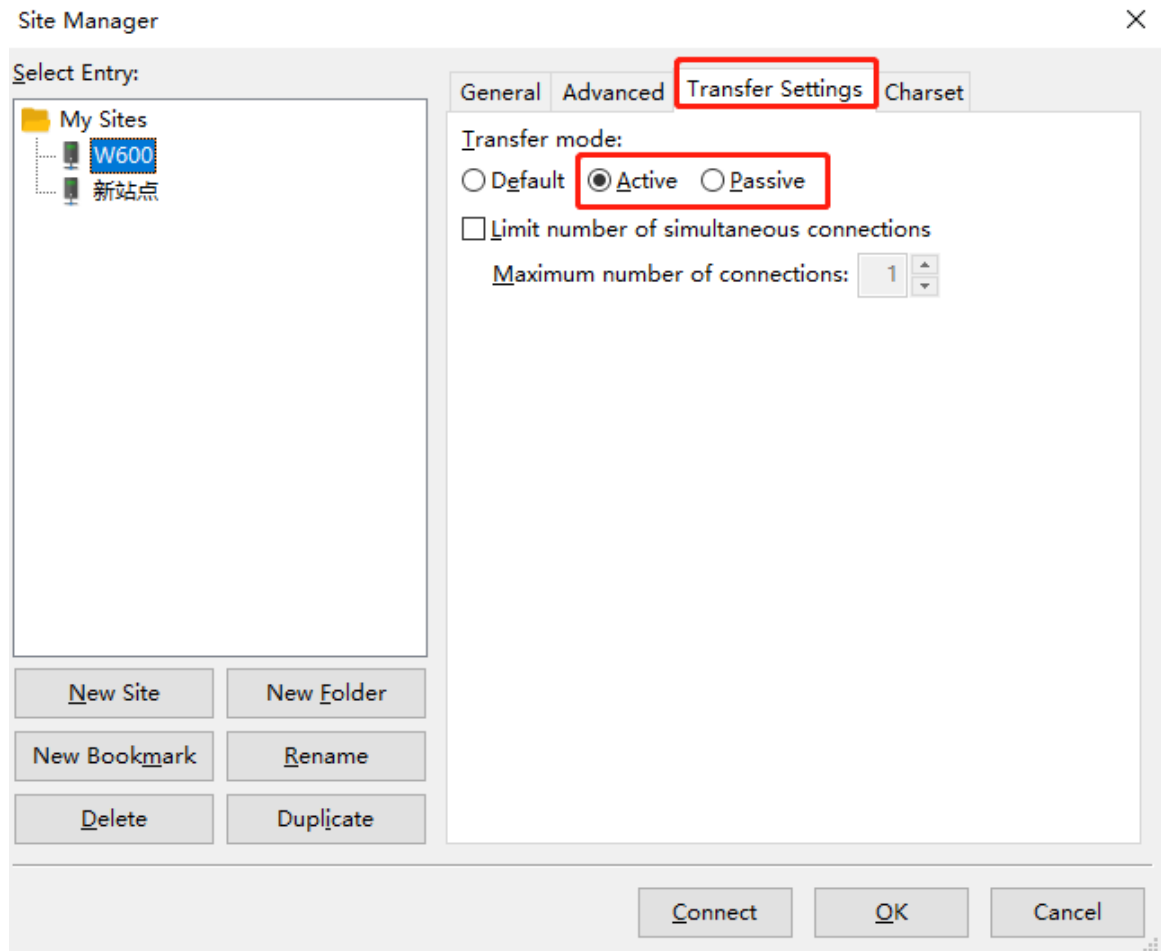 Site Manager
Select Entry:
My Sites
W600
新站点
New Site
New Folder
New Bookmark
Rename
Delete
Duplicate
General
Advanced
Transfer Settings
Charset
Transfer mode:
Default
Active
Passive
Limit number of simultaneous connections
Maximum number of connections:
1
Connect
OK
Cancel